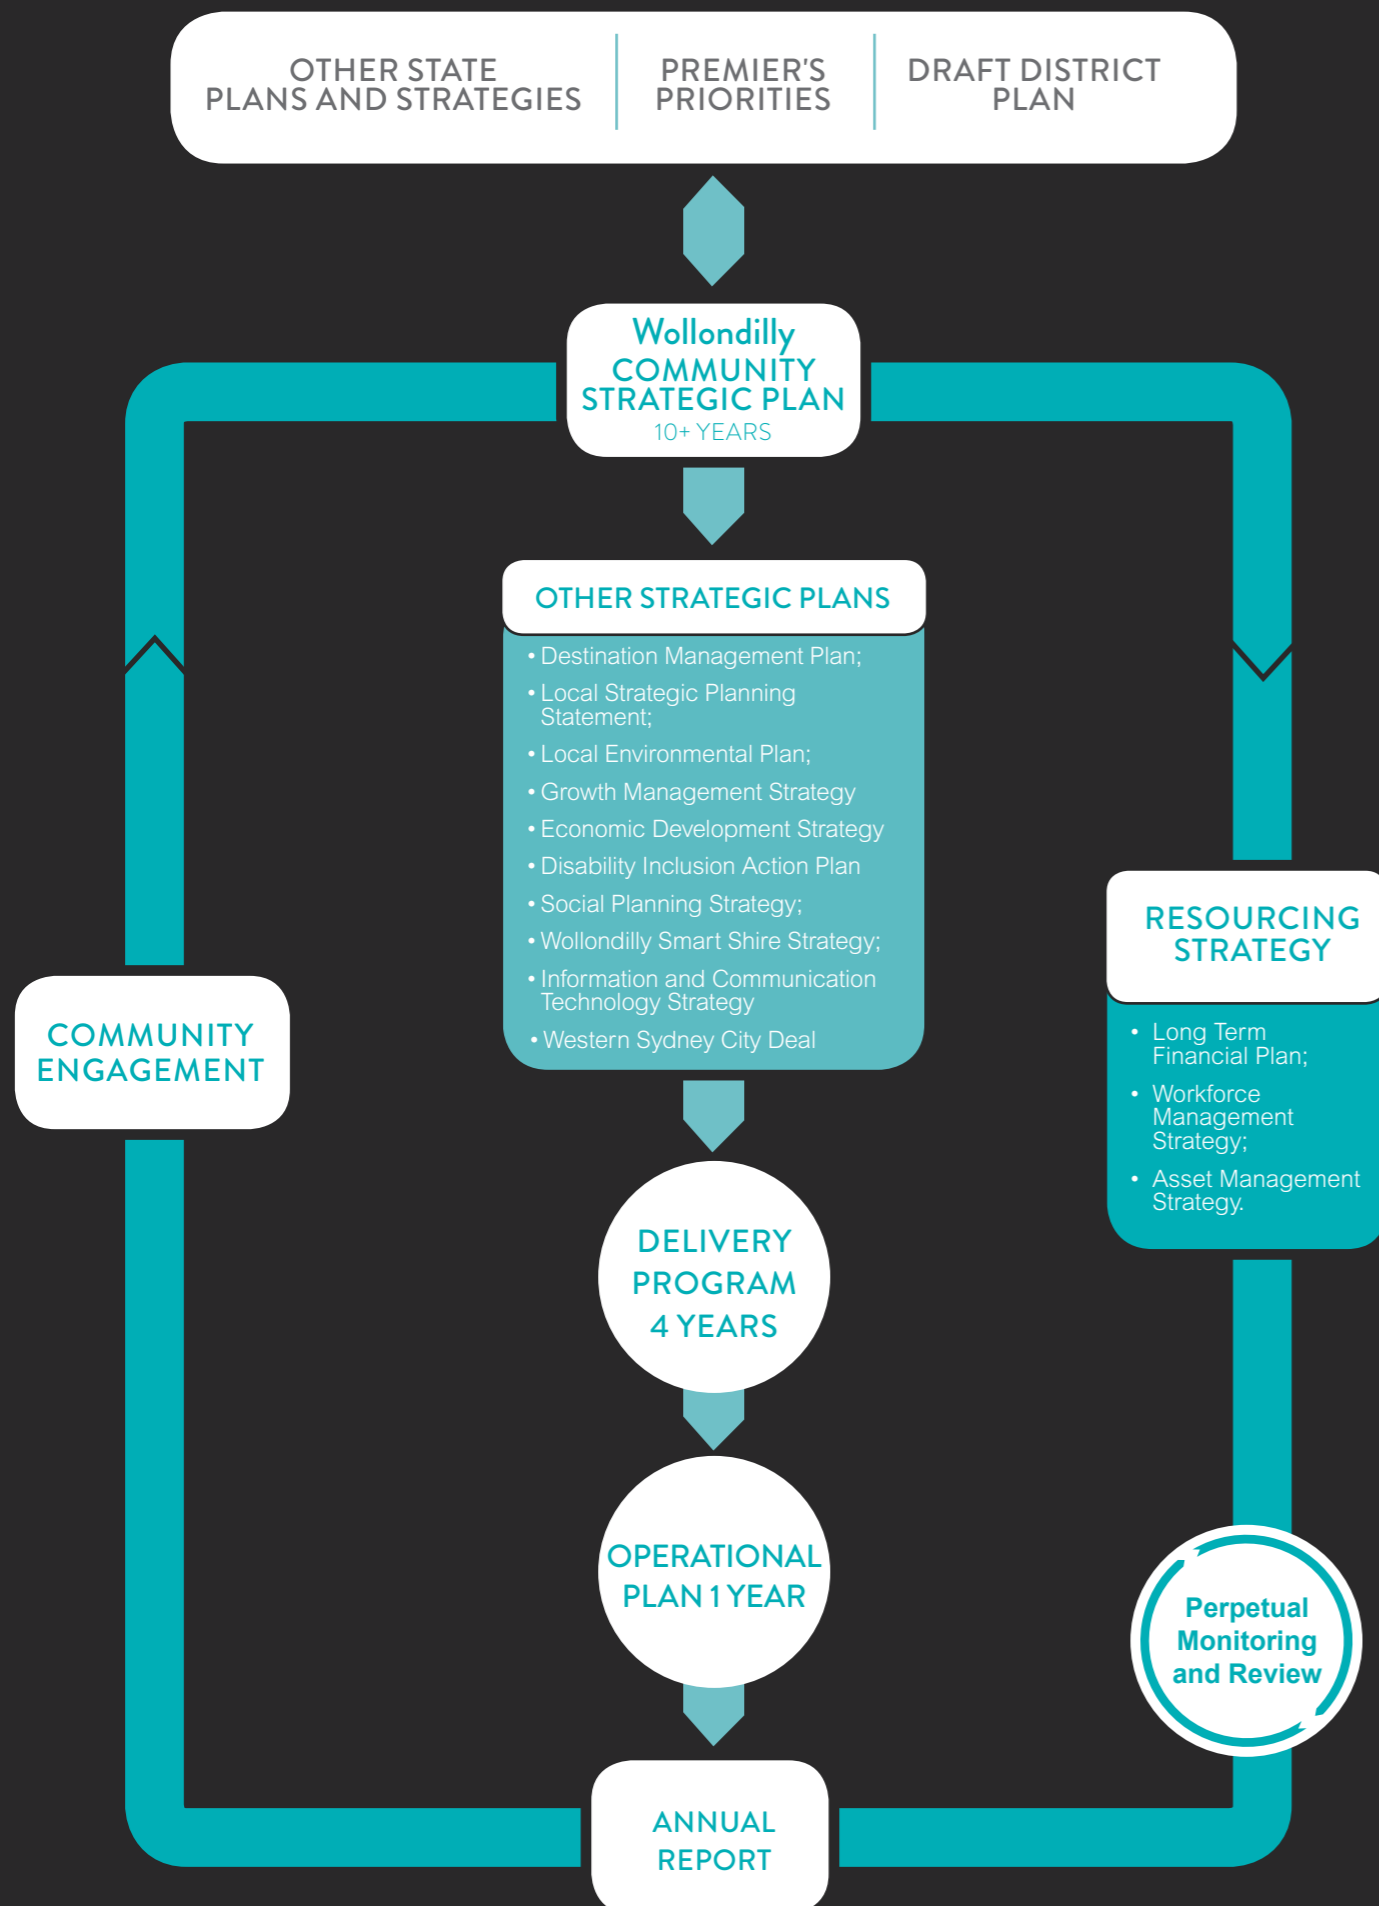 OTHER STATE
PLANS AND STRATEGIES
PREMIER'S
PRIORITIES
DRAFT DISTRICT
PLAN
Wollondilly
COMMUNITY
STRATEGIC PLAN
10+ YEARS
OTHER STRATEGIC PLANS
• Destination Management Plan;
• Local Strategic Planning
Statement;
• Local Environmental Plan;
• Growth Management Strategy
• Economic Development Strategy
• Disability Inclusion Action Plan
• Social Planning Strategy;
• Wollondilly Smart Shire Strategy;
• Information and Communication
Technology Strategy
• Western Sydney City Deal
RESOURCING
STRATEGY
• Long Term
Financial Plan;
• Workforce
Management
Strategy;
• Asset Management
Strategy.
COMMUNITY
ENGAGEMENT
DELIVERY
PROGRAM
4 YEARS
OPERATIONAL
PLAN 1 YEAR
Perpetual
Monitoring
and Review
ANNUAL
REPORT